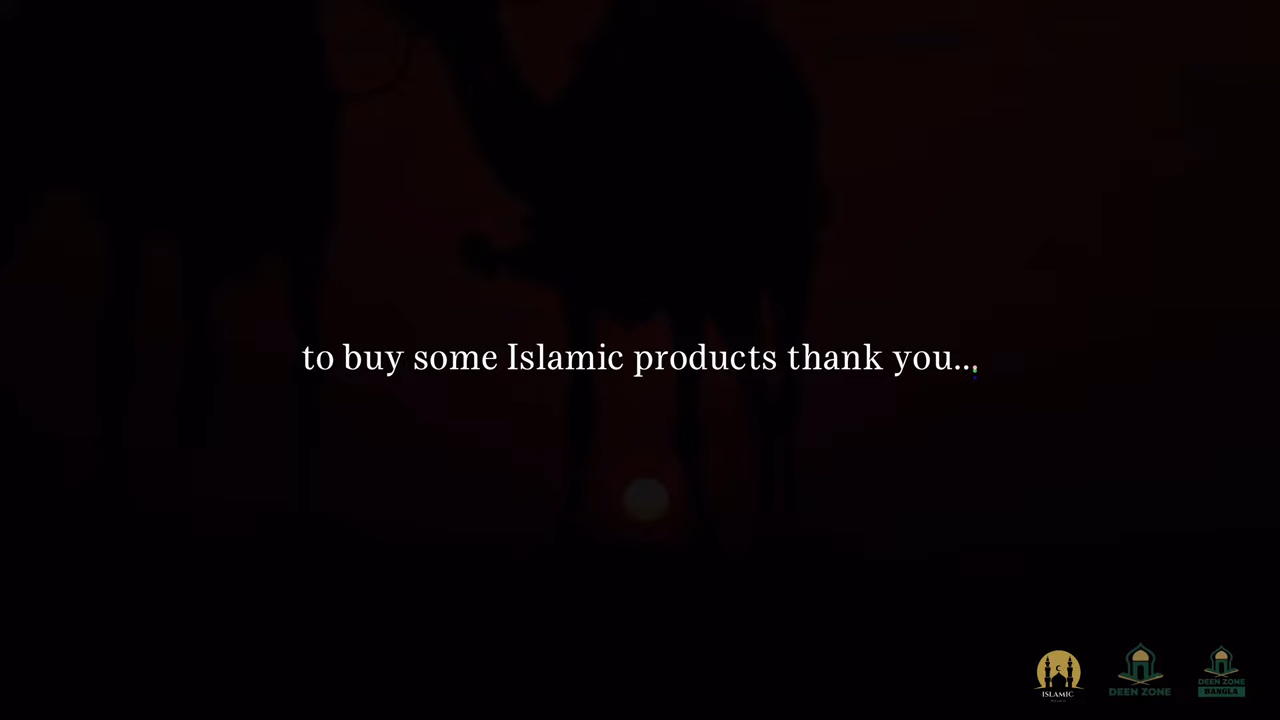 to buy some Islamic products thank you...
ISLAMIC
DEEN ZONE
DEEN ZONE
BANGLA